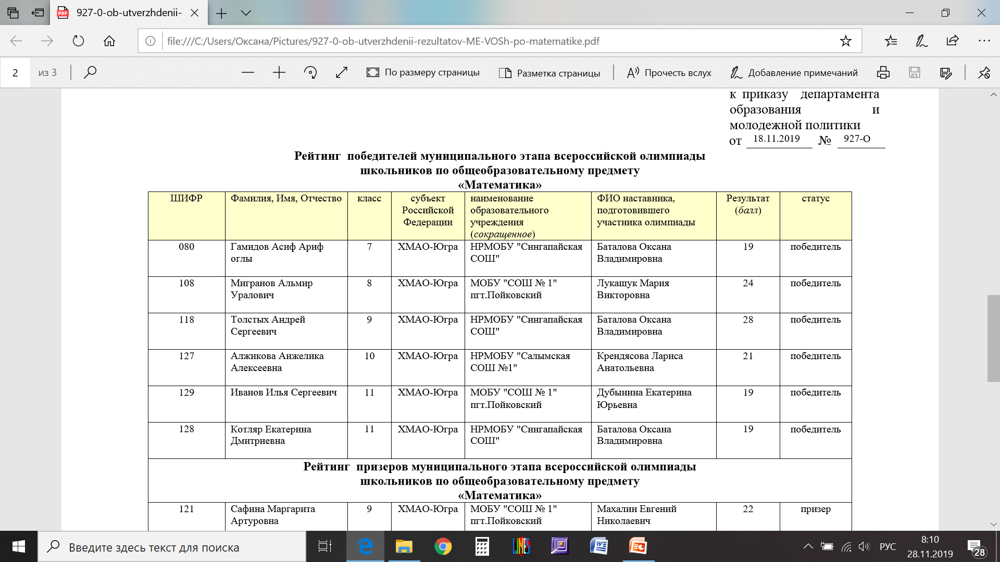 927-0-ob-utverzhdenii-
file:///C:/Users/Оксана/Pictures/927-0-ob-utverzhdenii-rezultatov-ME-VOSh-po-matematike.pdf
2 из 3 По размеру страницы Разметка страницы Прочесть вслух Добавление примечаний
к приказу департамента
образования и
молодежной политики
от 18.11.2019 № 927-О
Рейтинг победителей муниципального этапа всероссийской олимпиады
школьников по общеобразовательному предмету
«Математика»
ШИФР Фамилия, Имя, Отчество класс субъект Российской Федерации наименование образовательного учреждения (сокращенное) ФИО наставника, подготовившего участника олимпиады Результат (балл) статус
080 Гамидов Асиф Ариф оглы 7 ХМАО-Югра НРМОБУ "Сингапайская СОШ" Баталова Оксана Владимировна 19 победитель
108 Мигранов Альмир Уралович 8 ХМАО-Югра МОБУ "СОШ № 1" пгт.Пойковский Лукащук Мария Викторовна 24 победитель
118 Толстых Андрей Сергеевич 9 ХМАО-Югра НРМОБУ "Сингапайская СОШ" Баталова Оксана Владимировна 28 победитель
127 Алжикова Анжелика Алексеевна 10 ХМАО-Югра НРМОБУ "Салымская СОШ №1" Крендясова Лариса Анатольевна 21 победитель
129 Иванов Илья Сергеевич 11 ХМАО-Югра МОБУ "СОШ № 1" пгт.Пойковский Дубынина Екатерина Юрьевна 19 победитель
128 Котляр Екатерина Дмитриевна 11 ХМАО-Югра НРМОБУ "Сингапайская СОШ" Баталова Оксана Владимировна 19 победитель
Рейтинг призеров муниципального этапа всероссийской олимпиады
школьников по общеобразовательному предмету
«Математика»
121 Сафина Маргарита Артуровна 9 ХМАО-Югра МОБУ "СОШ № 1" пгт.Пойковский Махалин Евгений Николаевич 22 призер
Введите здесь текст для поиска
LINES
РУС
8:10
28.11.2019
28